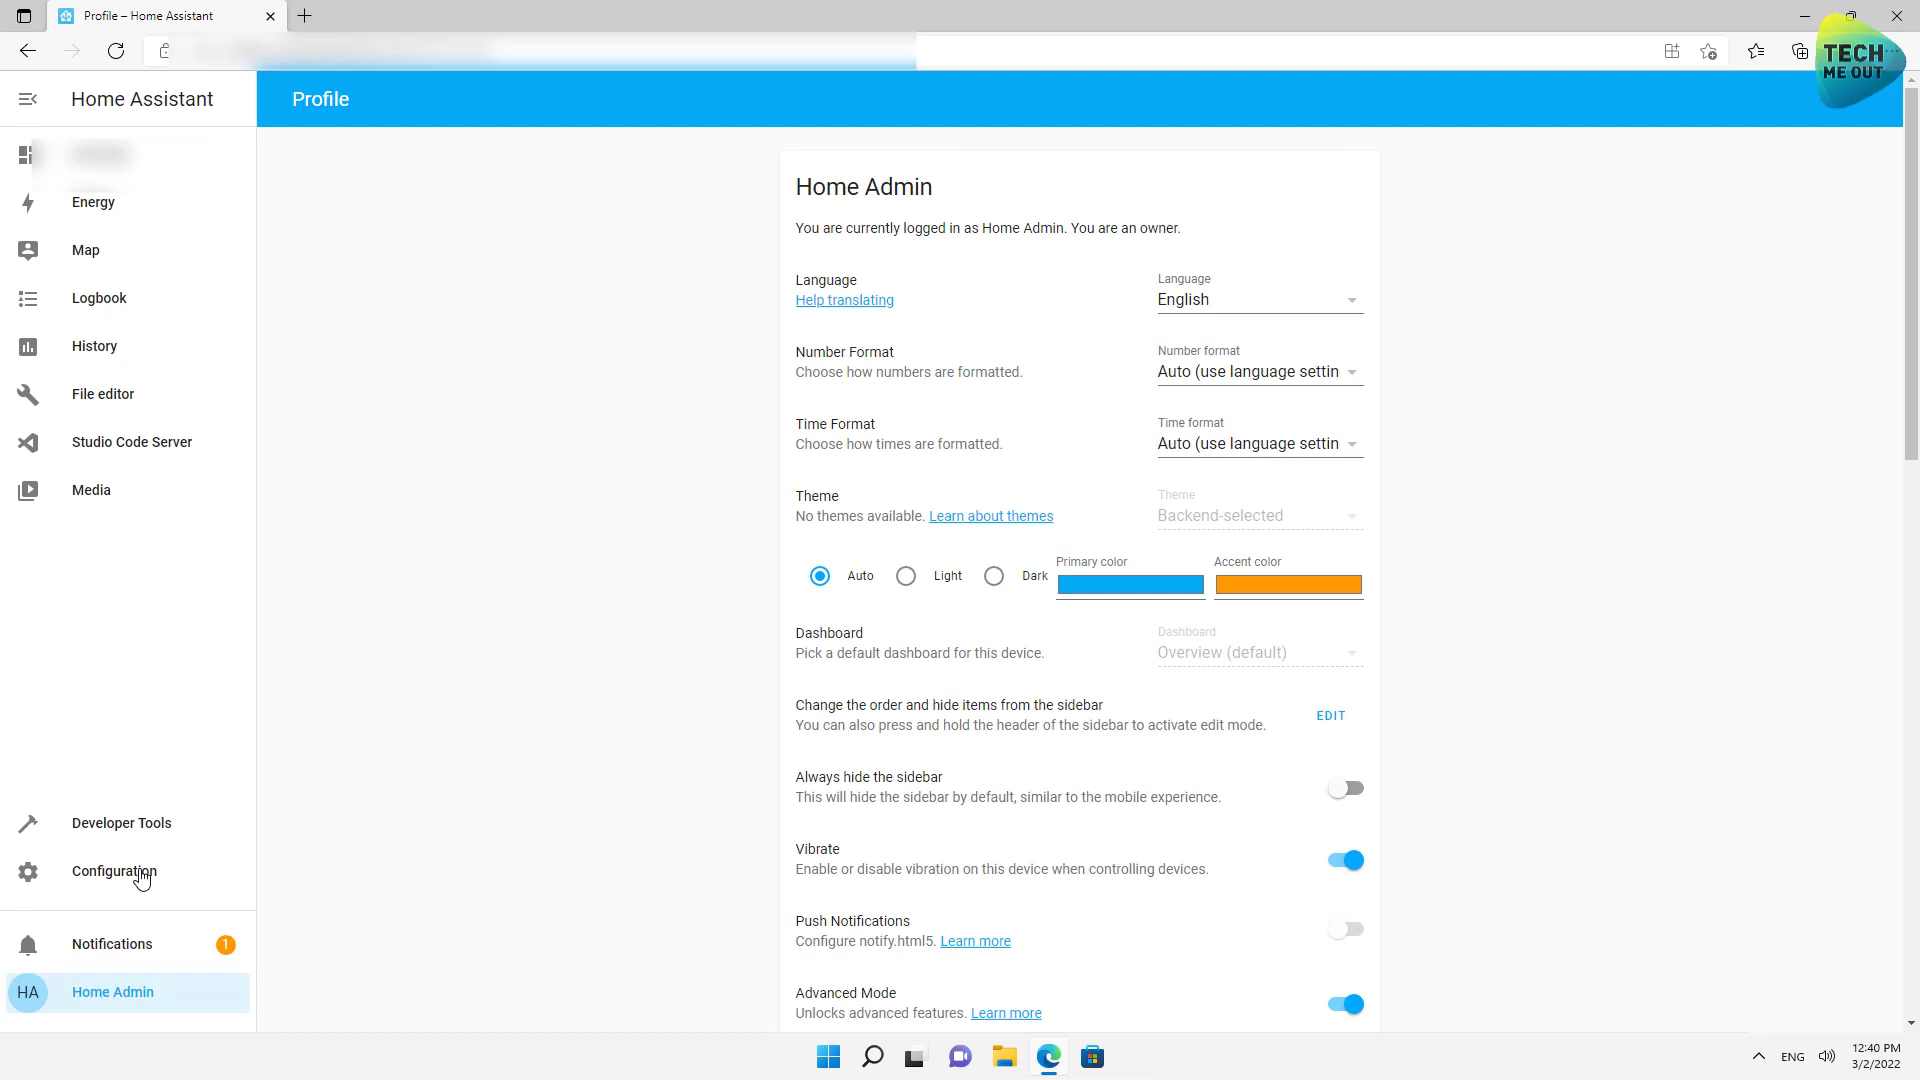 Profile – Home Assistant
TECH
ME OUT
Home Assistant
Profile
Energy
Map
Logbook
History
File editor
Studio Code Server
Media
Developer Tools
Configuration
Notifications
1
HA
Home Admin
Home Admin
You are currently logged in as Home Admin. You are an owner.
Language
Help translating
Language
English
Number Format
Choose how numbers are formatted.
Number format
Auto (use language settin
Time Format
Choose how times are formatted.
Time format
Auto (use language settin
Theme
No themes available. Learn about themes
Theme
Backend-selected
Auto
Light
Dark
Primary color
Accent color
Dashboard
Pick a default dashboard for this device.
Dashboard
Overview (default)
Change the order and hide items from the sidebar
You can also press and hold the header of the sidebar to activate edit mode.
EDIT
Always hide the sidebar
This will hide the sidebar by default, similar to the mobile experience.
Vibrate
Enable or disable vibration on this device when controlling devices.
Push Notifications
Configure notify.html5. Learn more
Advanced Mode
Unlocks advanced features. Learn more
ENG
12:40 PM
3/2/2022